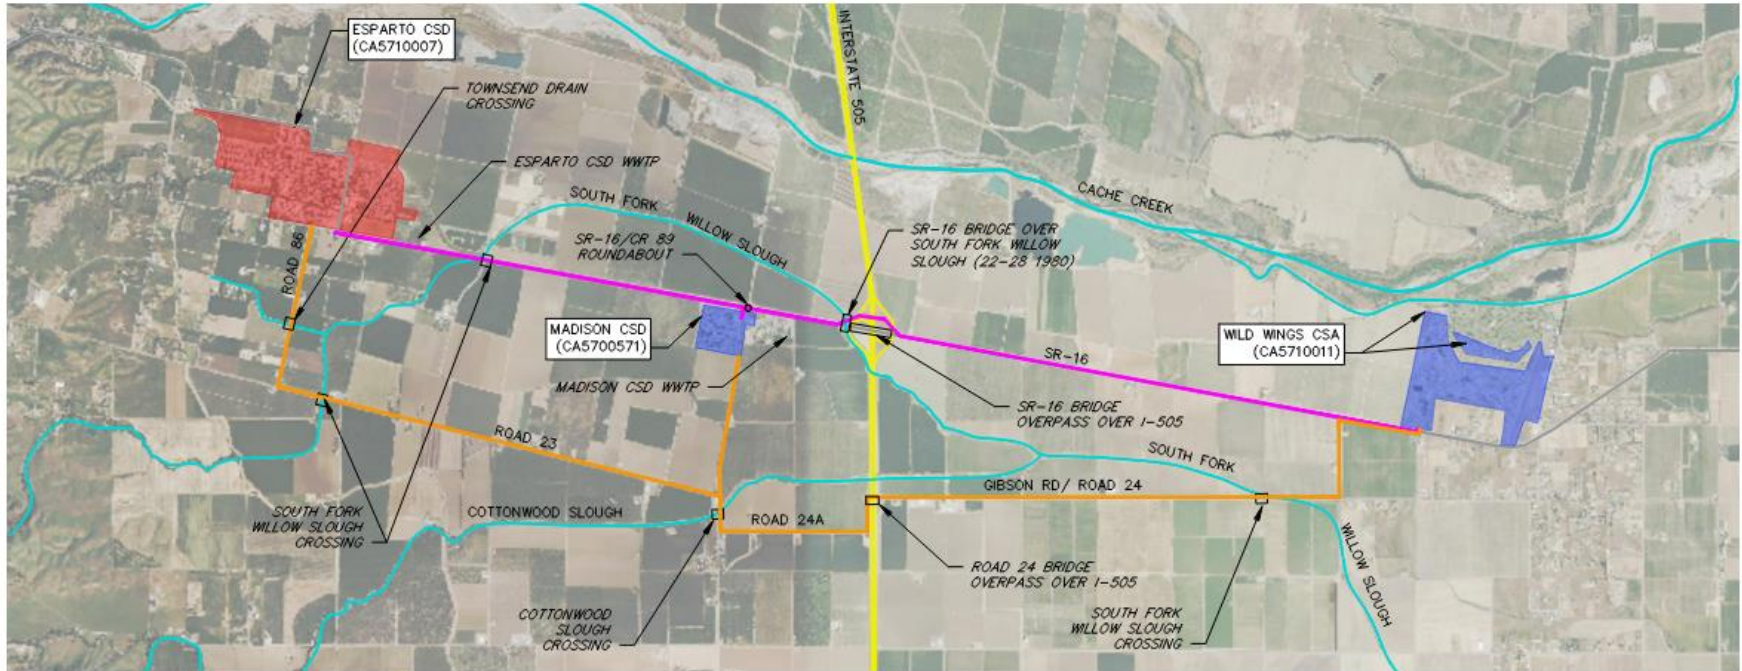 ESPARTO CSD
(CA5710007)
TOWNSEND DRAIN
CROSSING
ESPARTO CSD WWTP
INTERSTATE 505
SOUTH FORK
WILLOW SLOUGH
CACHE CREEK
SR-16/CR 89
ROUNDABOUT
SR-16 BRIDGE OVER
SOUTH FORK WILLOW
SLOUGH (22-28 1980)
ROAD 86
MADISON CSD
(CA5700571)
WILD WINGS CSA
(CA5710011)
SR-16
MADISON CSD WWTP
SR-16 BRIDGE
OVERPASS OVER I-505
ROAD 23
SOUTH FORK
GIBSON RD/ ROAD 24
SOUTH FORK
WILLOW SLOUGH
CROSSING
COTTONWOOD SLOUGH
ROAD 24A
WILLOW SLOUGH
ROAD 24 BRIDGE
OVERPASS OVER I-505
COTTONWOOD
SLOUGH
CROSSING
SOUTH FORK
WILLOW SLOUGH
CROSSING